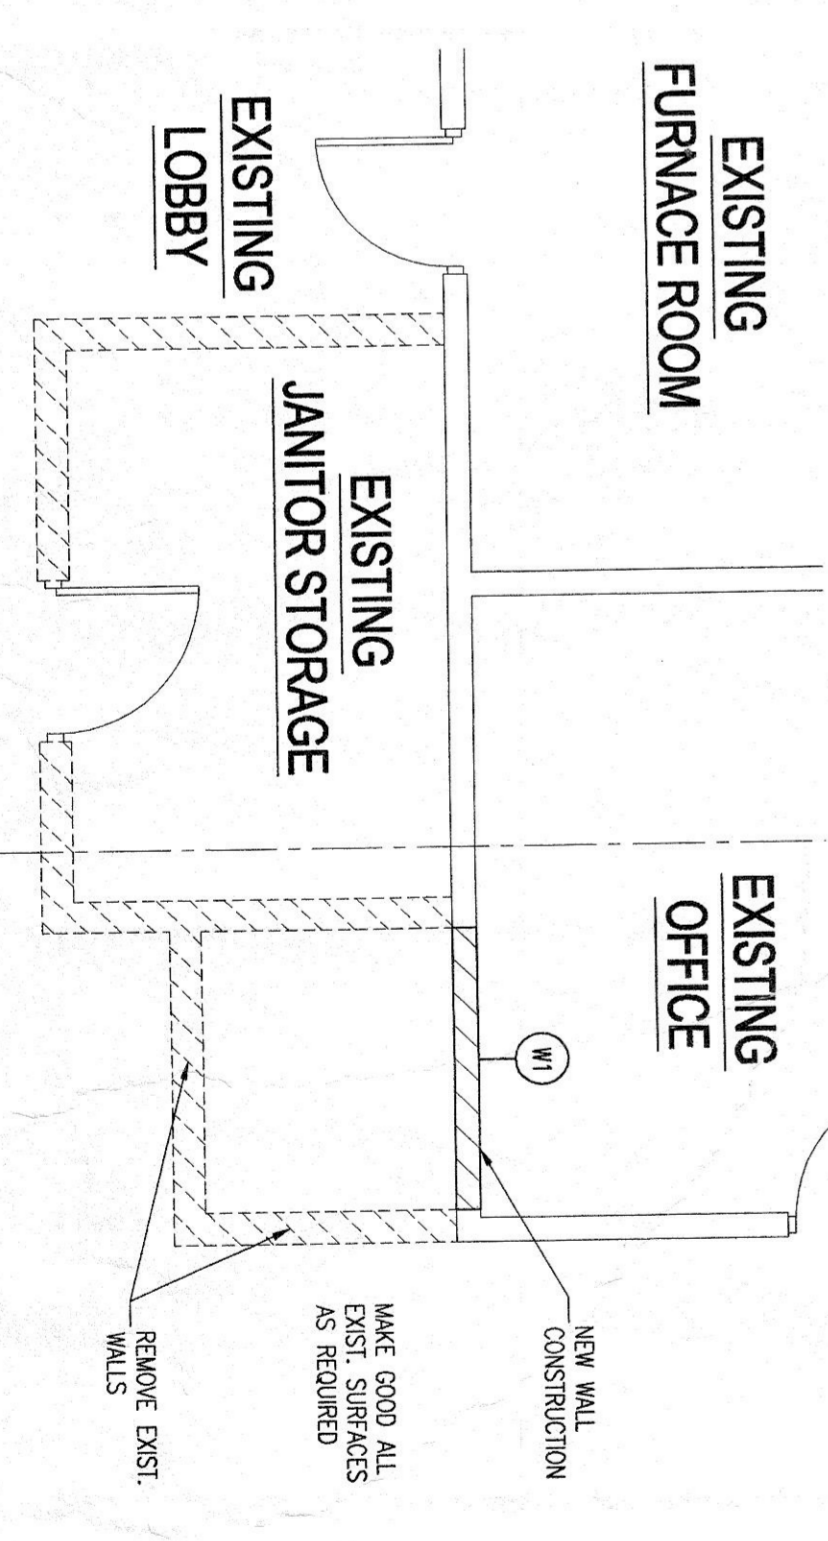 EXISTING
FURNACE ROOM
EXISTING
LOBBY
EXISTING
JANITOR STORAGE
EXISTING
OFFICE
W1
NEW WALL
CONSTRUCTION
MAKE GOOD ALL
EXIST. SURFACES
AS REQUIRED
REMOVE EXIST.
WALLS